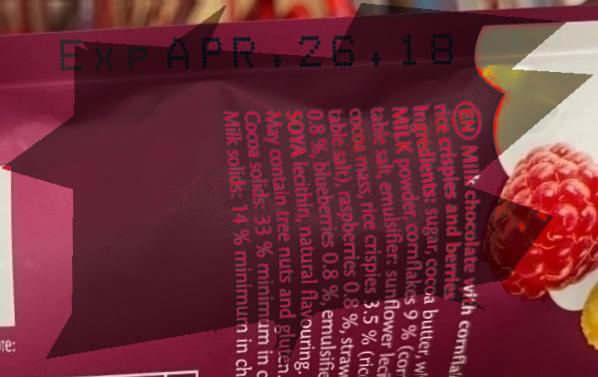 Exp APR.26.18
EN Milk chocolate with cornfla
rice crispies and berries.
Ingredients: sugar, cocoa butter, w
MILK powder, cornflakes 9 % (cor
table salt, emulsifier: sunflower leci
cocoa mass, rice crispies 3.5 % (ric
table salt), raspberries 0.8 %, straw
0.8 %, blueberries 0.8 %, emulsifie
SOYA lecithin, natural flavouring.
May contain tree nuts and gluten.
Cocoa solids: 33 % minimum in c
Milk solids: 14 % minimum in ch
re: